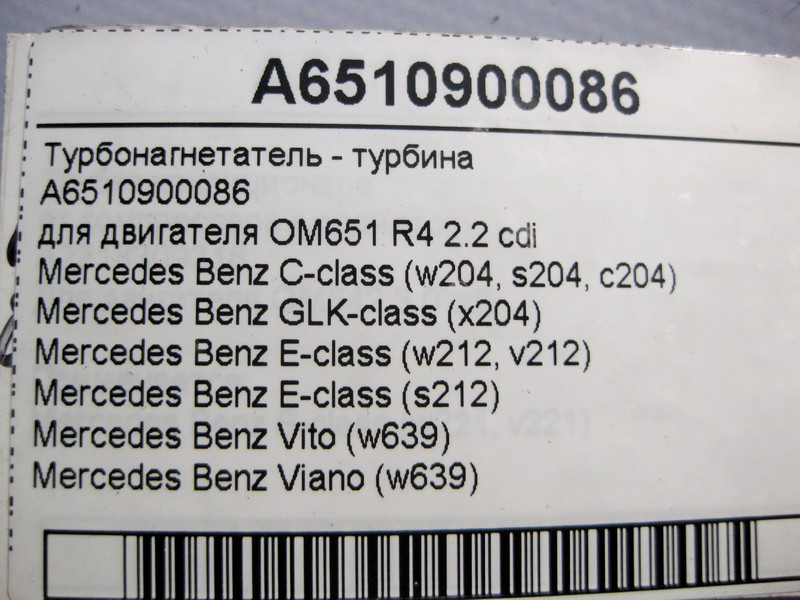 A6510900086
Турбонагнетатель - турбина
A6510900086
для двигателя OM651 R4 2.2 cdi
Mercedes Benz C-class (w204, s204, c204)
Mercedes Benz GLK-class (x204)
Mercedes Benz E-class (w212, v212)
Mercedes Benz E-class (s212)
Mercedes Benz Vito (w639)
Mercedes Benz Viano (w639)